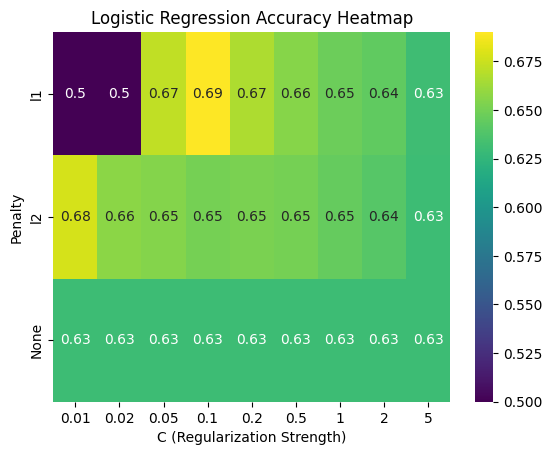 Logistic Regression Accuracy Heatmap
Penalty
l1
0.5 0.5 0.67 0.69 0.67 0.66 0.65 0.64 0.63
l2
0.68 0.66 0.65 0.65 0.65 0.65 0.65 0.64 0.63
None
0.63 0.63 0.63 0.63 0.63 0.63 0.63 0.63 0.63
0.01 0.02 0.05 0.1 0.2 0.5 1 2 5
C (Regularization Strength)
0.675
0.650
0.625
0.600
0.575
0.550
0.525
0.500